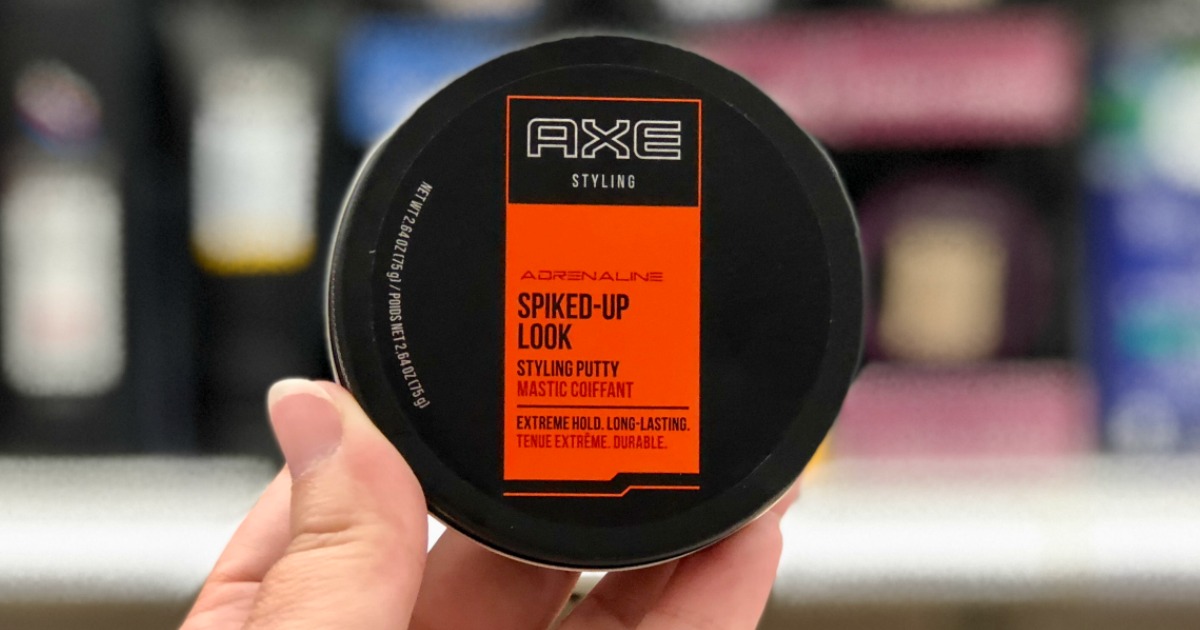 AXE
STYLING
ADRENALINE
SPIKED-UP
LOOK
STYLING PUTTY
MASTIC COIFFANT
EXTREME HOLD. LONG-LASTING.
TENUE EXTRÊME. DURABLE.
NET WT 2.64 OZ (75 g) / POIDS NET 2.64 OZ (75 g)